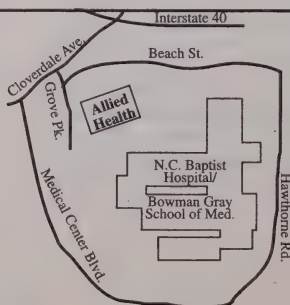 Interstate 40
Cloverdale Ave.
Beach St.
Grove Pk.
Allied
Health
N.C. Baptist
Hospital/
Bowman Gray
School of Med.
Medical Center Blvd.
Hawthorne Rd.